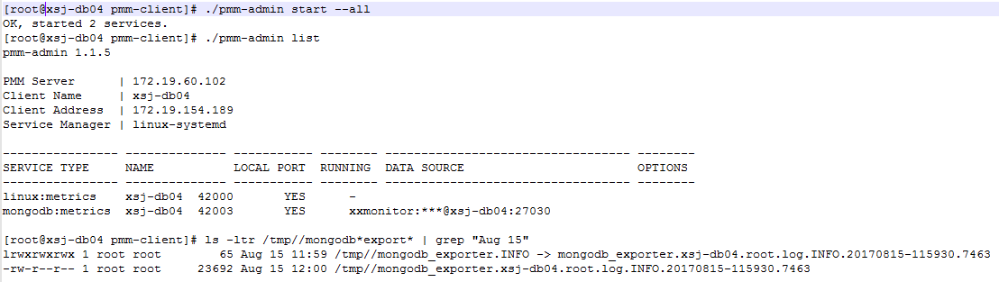 [root@xsj-db04 pmm-client]# ./pmm-admin start --all
OK, started 2 services.
[root@xsj-db04 pmm-client]# ./pmm-admin list
pmm-admin 1.1.5
PMM Server      | 172.19.60.102
Client Name     | xsj-db04
Client Address  | 172.19.154.189
Service Manager | linux-systemd
---------------- -------------- ----------- -------- ---------------------------------- --------
SERVICE TYPE     NAME           LOCAL PORT  RUNNING  DATA SOURCE                        OPTIONS
---------------- -------------- ----------- -------- ---------------------------------- --------
linux:metrics    xsj-db04  42000       YES      -
mongodb:metrics  xsj-db04  42003       YES      xxmonitor:***@xsj-db04:27030
[root@xsj-db04 pmm-client]# ls -ltr /tmp//mongodb*export* | grep "Aug 15"
lrwxrwxrwx 1 root root        65 Aug 15 11:59 /tmp//mongodb_exporter.INFO -> mongodb_exporter.xsj-db04.root.log.INFO.20170815-115930.7463
-rw-r--r-- 1 root root     23692 Aug 15 12:00 /tmp//mongodb_exporter.xsj-db04.root.log.INFO.20170815-115930.7463